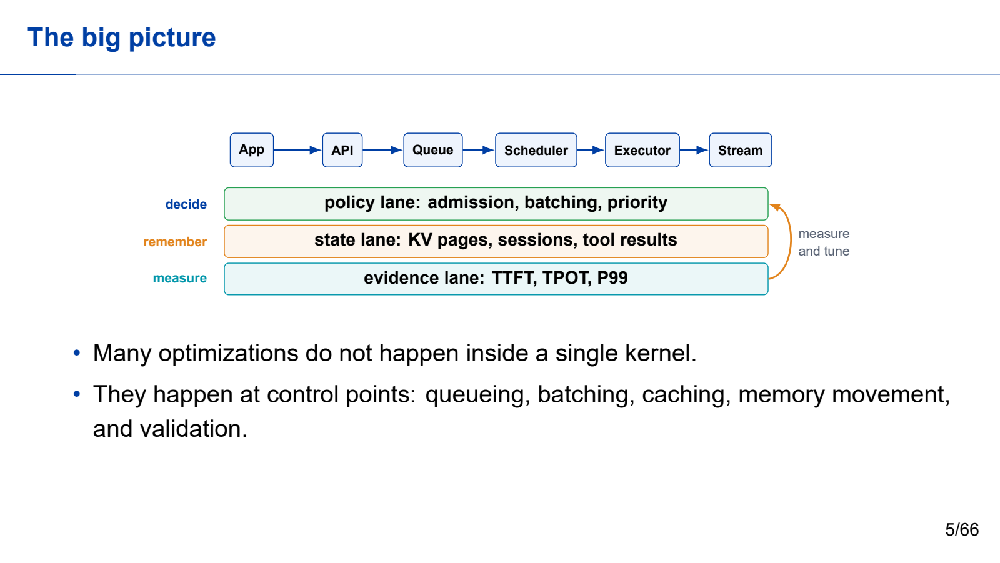 The big picture
App
API
Queue
Scheduler
Executor
Stream
decide
policy lane: admission, batching, priority
remember
state lane: KV pages, sessions, tool results
measure
evidence lane: TTFT, TPOT, P99
measure
and tune
• Many optimizations do not happen inside a single kernel.
• They happen at control points: queueing, batching, caching, memory movement,
and validation.
5/66